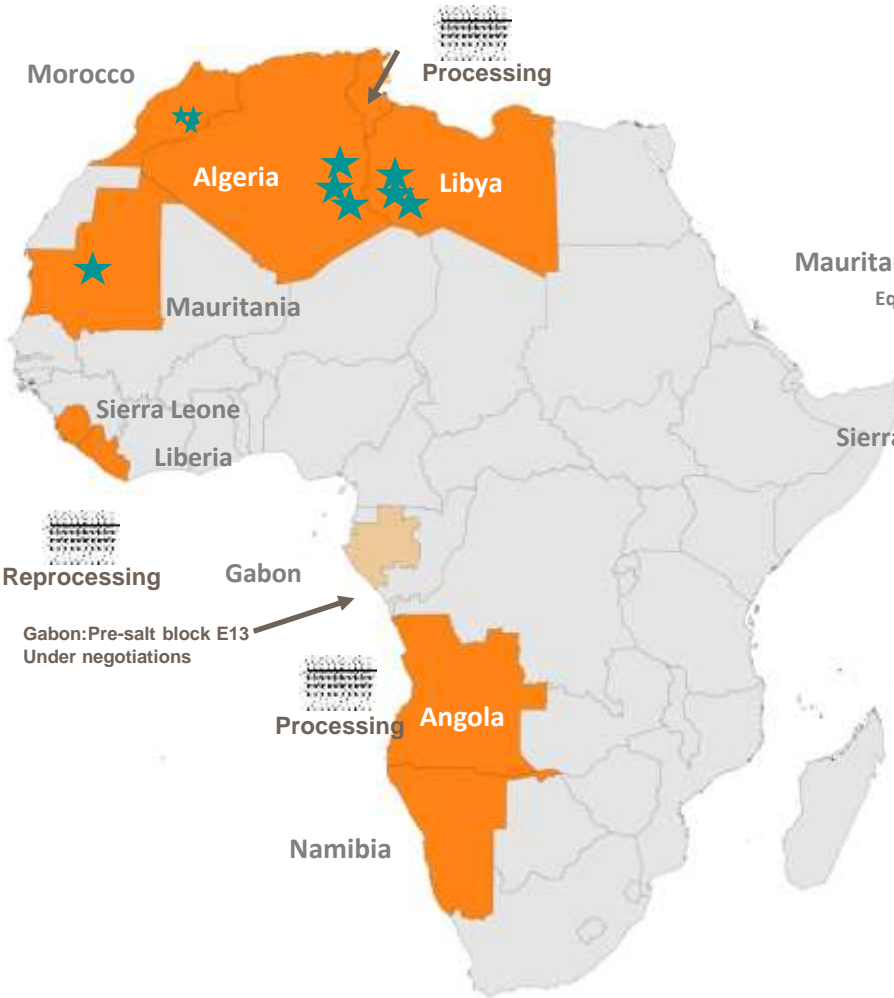 Processing
Morocco
Algeria
Libya
Maurita
Mauritania
Eq
Sierra Leone
Sierra
Liberia
Reprocessing
Gabon
Gabon:Pre-salt block E13
Under negotiations
Processing
Angola
Namibia